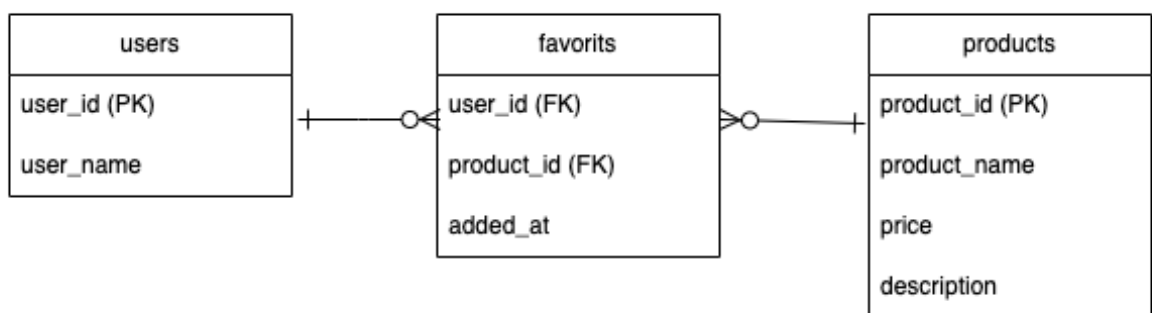 users
user_id (PK)
user_name
favorits
user_id (FK)
product_id (FK)
added_at
products
product_id (PK)
product_name
price
description